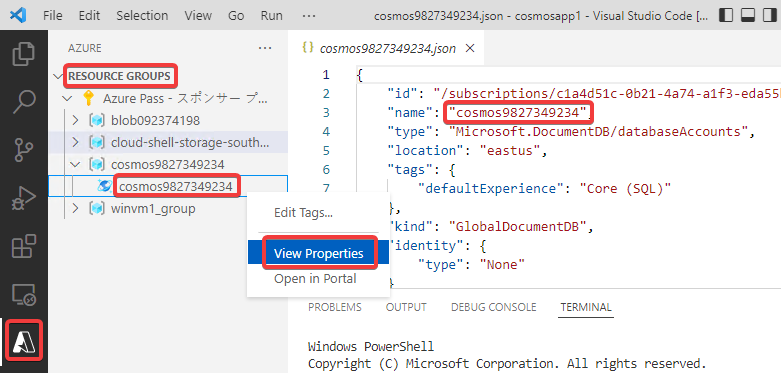 cosmos9827349234.json - cosmosapp1 - Visual Studio Code [...
File Edit Selection View Go Run ...
AZURE ...
RESOURCE GROUPS
Azure Pass - スポンサー プ...
blob092374198
cloud-shell-storage-south...
cosmos9827349234
cosmos9827349234
winvm1_group
Edit Tags...
View Properties
Open in Portal
{} cosmos9827349234.json ×
1 {
2 "id": "/subscriptions/c1a4d51c-0b21-4a74-a1f3-eda55
3 "name": "cosmos9827349234",
4 "type": "Microsoft.DocumentDB/databaseAccounts",
5 "location": "eastus",
6 "tags": {
7 "defaultExperience": "Core (SQL)"
},
"kind": "GlobalDocumentDB",
"identity": {
"type": "None"
}
PROBLEMS OUTPUT DEBUG CONSOLE TERMINAL
Windows PowerShell
Copyright (C) Microsoft Corporation. All rights reserved.